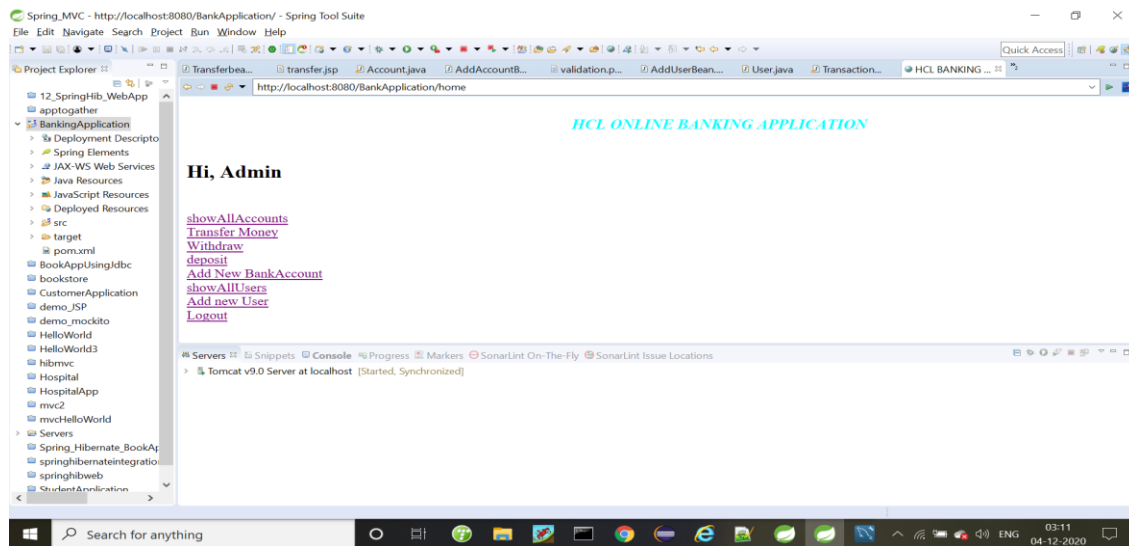 Spring_MVC - http://localhost:8080/BankApplication/ - Spring Tool Suite
File Edit Navigate Search Project Run Window Help
Quick Access
Project Explorer
Transferbea...
transfer.jsp
Account.java
AddAccountB...
validation.p...
AddUserBean....
User.java
Transaction...
HCL BANKING ...
http://localhost:8080/BankApplication/home
12_SpringHib_WebApp
apptogather
BankingApplication
Deployment Descripto
Spring Elements
JAX-WS Web Services
Java Resources
JavaScript Resources
Deployed Resources
src
target
pom.xml
BookAppUsingJdbc
bookstore
CustomerApplication
demo_JSP
demo_mockito
HelloWorld
HelloWorld3
hibmvc
Hospital
HospitalApp
mvc2
mvcHelloWorld
Servers
Spring_Hibernate_BookAp
springhibernateintegratio
springhibweb
StudentApplication
HCL ONLINE BANKING APPLICATION
Hi, Admin
showAllAccounts
Transfer Money
Withdraw
deposit
Add New BankAccount
showAllUsers
Add new User
Logout
Servers Snippets Console Progress Markers SonarLint On-The-Fly SonarLint Issue Locations
Tomcat v9.0 Server at localhost [Started, Synchronized]
Search for anything
ENG
03:11
04-12-2020